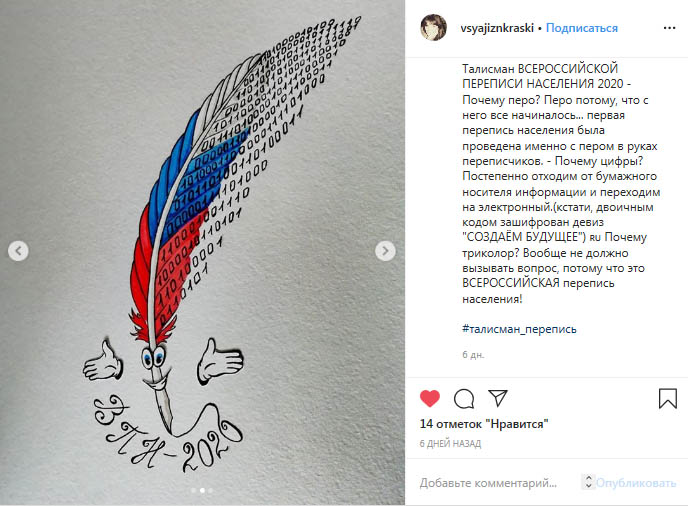 vsyajiznkraski • Подписаться
Талисман ВСЕРОССИЙСКОЙ
ПЕРЕПИСИ НАСЕЛЕНИЯ 2020 -
Почему перо? Перо потому, что с
него все начиналось... первая
перепись населения была
проведена именно с пером в руках
переписчиков. - Почему цифры?
Постепенно отходим от бумажного
носителя информации и переходим
на электронный.(кстати, двоичным
кодом зашифрован девиз
"СОЗДАЁМ БУДУЩЕЕ") RU Почему
триколор? Вообще не должно
вызывать вопрос, потому что это
ВСЕРОССИЙСКАЯ перепись
населения!
#талисман_перепись
6 дн.
14 отметок "Нравится"
6 ДНЕЙ НАЗАД
Добавьте комментарий...
Опубликовать
ВПН-2020